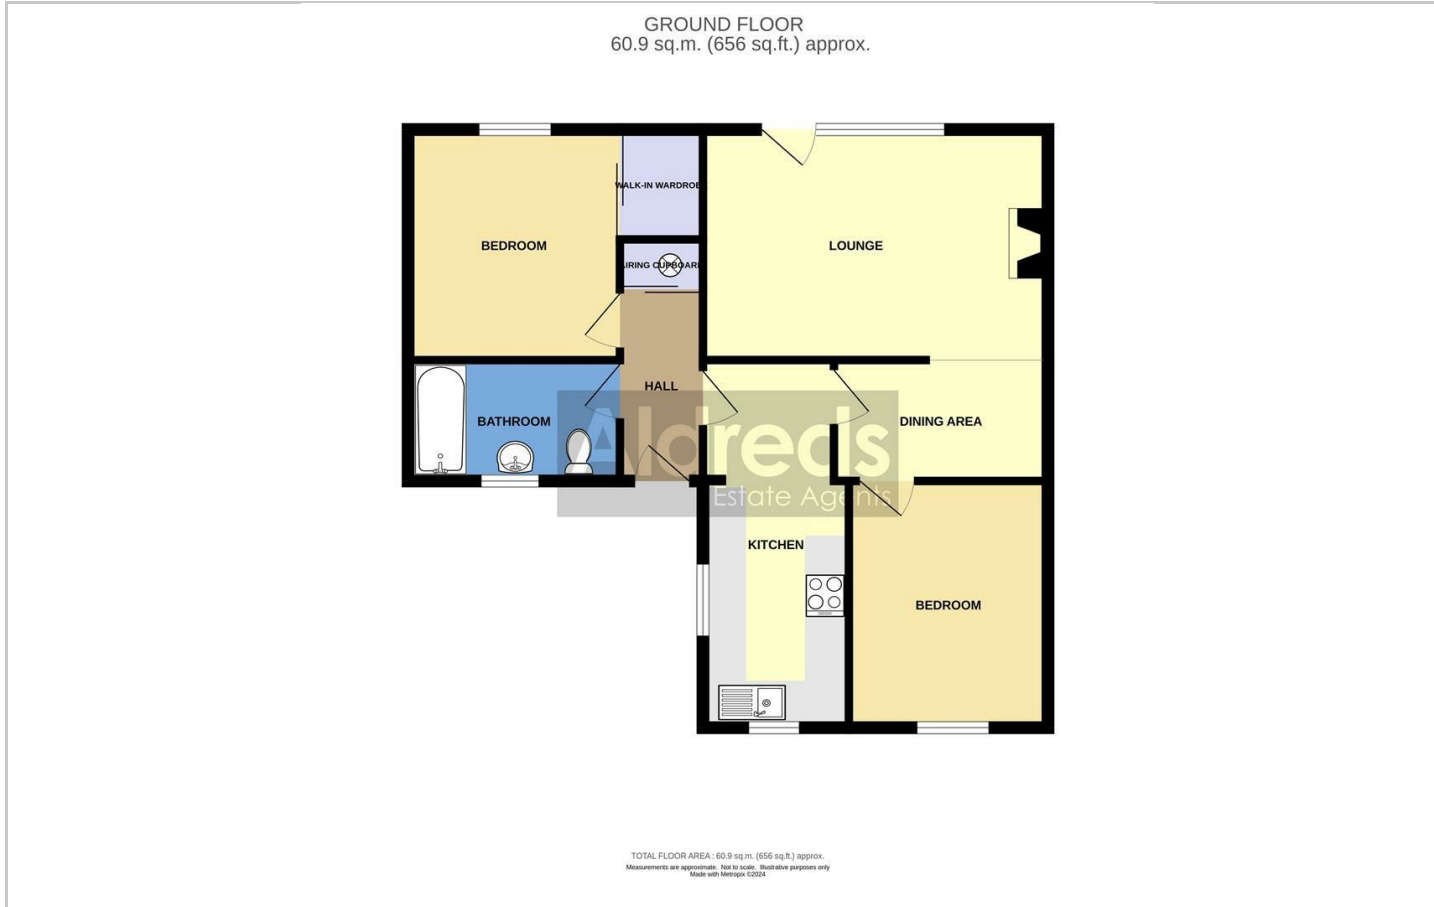 GROUND FLOOR
60.9 sq.m. (656 sq.ft.) approx.
WALK-IN WARDROBE
BEDROOM
LOUNGE
AIRING CUPBOARD
HALL
BATHROOM
DINING AREA
Aldreds
Estate Agents
KITCHEN
BEDROOM
TOTAL FLOOR AREA : 60.9 sq.m. (656 sq.ft.) approx.
Measurements are approximate. Not to scale. Illustrative purposes only
Made with Metropix ©2024